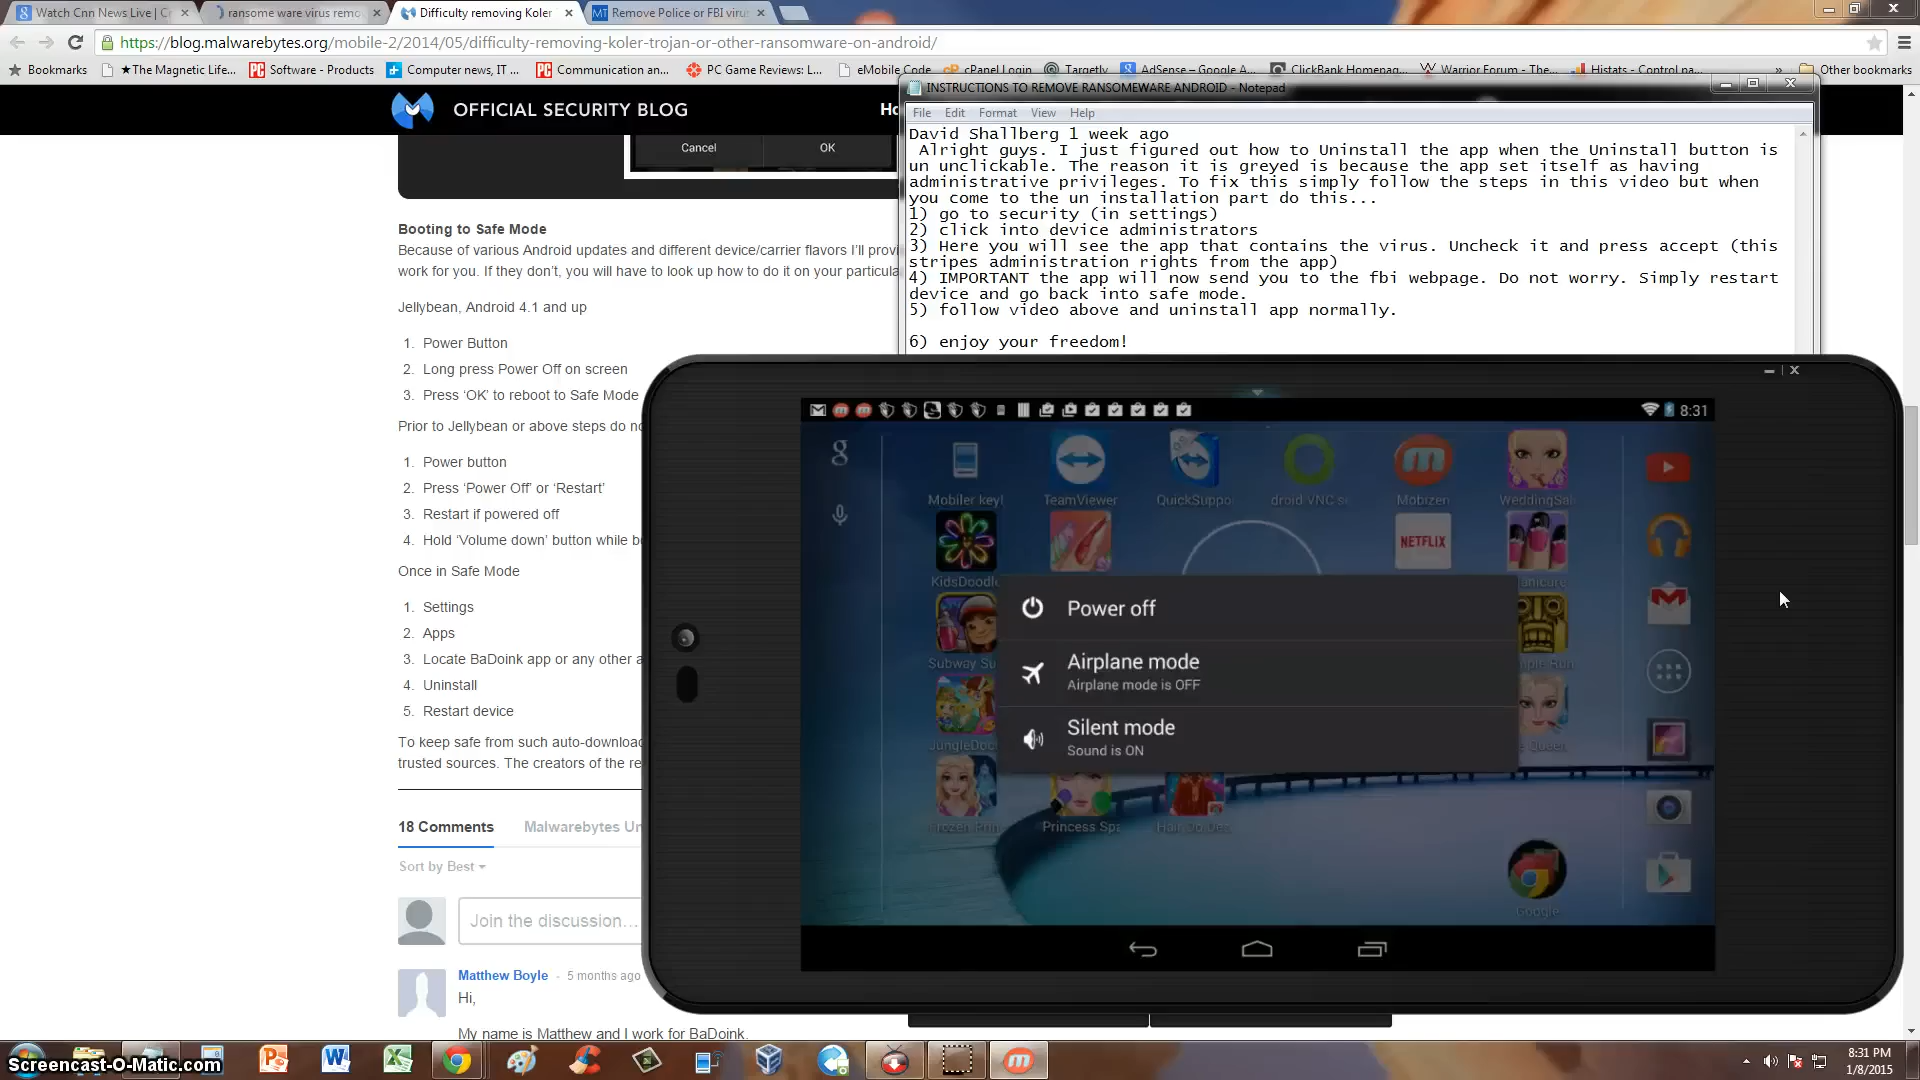 Watch Cnn News Live | C
ransome ware virus remo
Difficulty removing Koler
MT Remove Police or FBI viru
https://blog.malwarebytes.org/mobile-2/2014/05/difficulty-removing-koler-trojan-or-other-ransomware-on-android/
Bookmarks
★The Magnetic Life...
PC Software - Products
Computer news, IT ...
PC Communication an...
PC Game Reviews: L...
eMobile Code
cPanel Login
Targetly
AdSense – Google A...
ClickBank Homepag...
Warrior Forum - The...
Histats - Control pa...
» Other bookmarks
OFFICIAL SECURITY BLOG
Ho
Cancel OK
Booting to Safe Mode
Because of various Android updates and different device/carrier flavors I'll provi
work for you. If they don't, you will have to look up how to do it on your particula
Jellybean, Android 4.1 and up
1. Power Button
2. Long press Power Off on screen
3. Press 'OK' to reboot to Safe Mode
Prior to Jellybean or above steps do no
1. Power button
2. Press 'Power Off' or 'Restart'
3. Restart if powered off
4. Hold 'Volume down' button while b
Once in Safe Mode
1. Settings
2. Apps
3. Locate BaDoink app or any other a
4. Uninstall
5. Restart device
To keep safe from such auto-download
trusted sources. The creators of the re
18 Comments
Malwarebytes Un
Sort by Best
Join the discussion...
Matthew Boyle · 5 months ago
Hi,
My name is Matthew and I work for BaDoink.
INSTRUCTIONS TO REMOVE RANSOMEWARE ANDROID - Notepad
File Edit Format View Help
David Shallberg 1 week ago
Alright guys. I just figured out how to Uninstall the app when the Uninstall button is
un unclickable. The reason it is greyed is because the app set itself as having
administrative privileges. To fix this simply follow the steps in this video but when
you come to the un installation part do this...
1) go to security (in settings)
2) click into device administrators
3) Here you will see the app that contains the virus. Uncheck it and press accept (this
stripes administration rights from the app)
4) IMPORTANT the app will now send you to the fbi webpage. Do not worry. Simply restart
device and go back into safe mode.
5) follow video above and uninstall app normally.
6) enjoy your freedom!
8:31
Mobiler keyl
TeamViewer
QuickSuppo
droid VNC se
Mobizen
WeddingSal
NETFLIX
KidsDoodle
anicure
Subway Su
mple Run
JungleDoc
e Queen
Frozen Prin
Princess Spa
Hair Do Des
Google
Power off
Airplane mode
Airplane mode is OFF
Silent mode
Sound is ON
Screencast-O-Matic.com
8:31 PM
1/8/2015